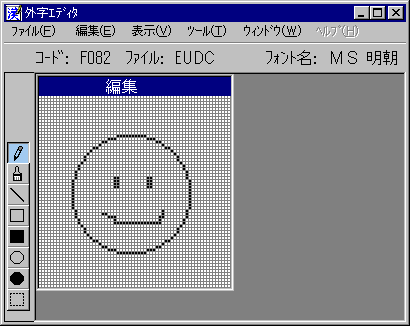 外字エディタ
ファイル(F) 編集(E) 表示(V) ツール(T) ウィンドウ(W) ヘルプ(H)
コード: F082 ファイル: EUDC フォント名: ＭＳ 明朝
編集